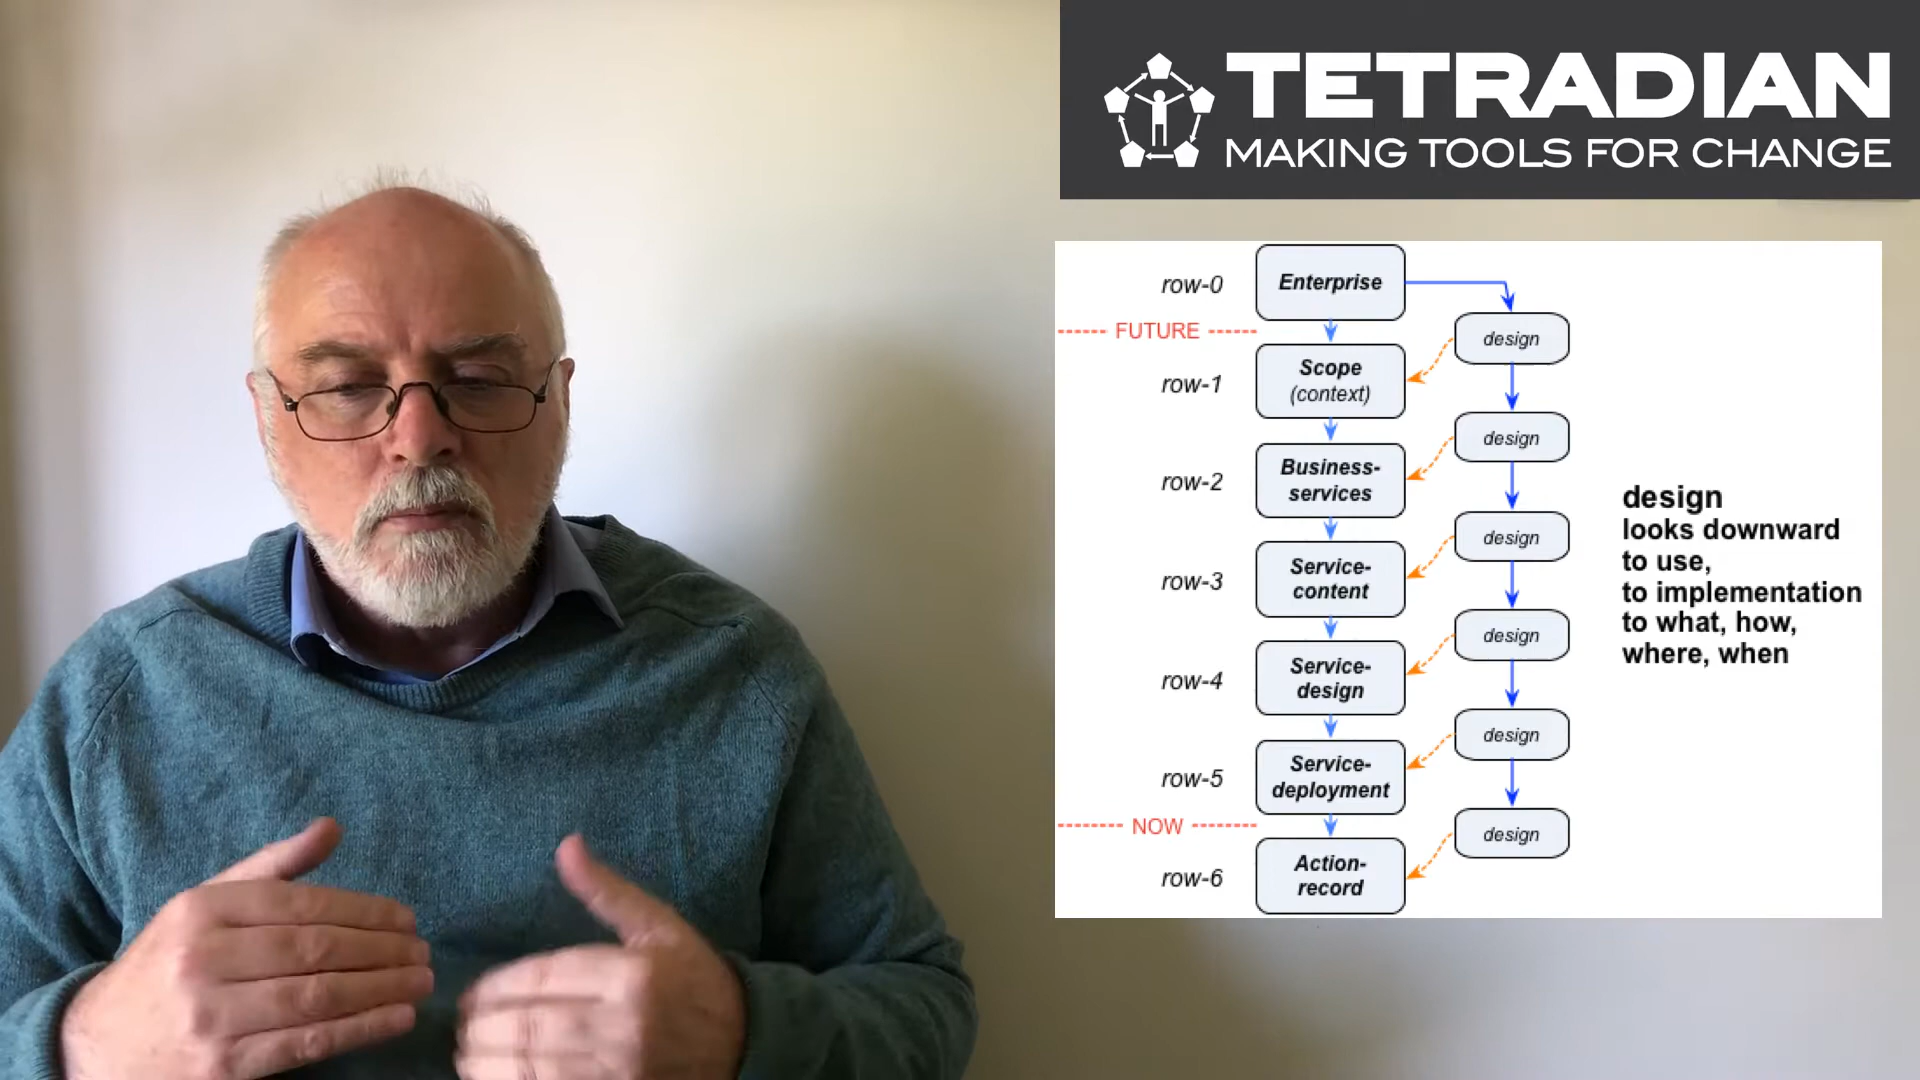 TETRADIAN
MAKING TOOLS FOR CHANGE
row-0
Enterprise
FUTURE
design
row-1
Scope
(context)
design
row-2
Business-
services
design
row-3
Service-
content
design
row-4
Service-
design
design
row-5
Service-
deployment
NOW
design
row-6
Action-
record
design
looks downward
to use,
to implementation
to what, how,
where, when